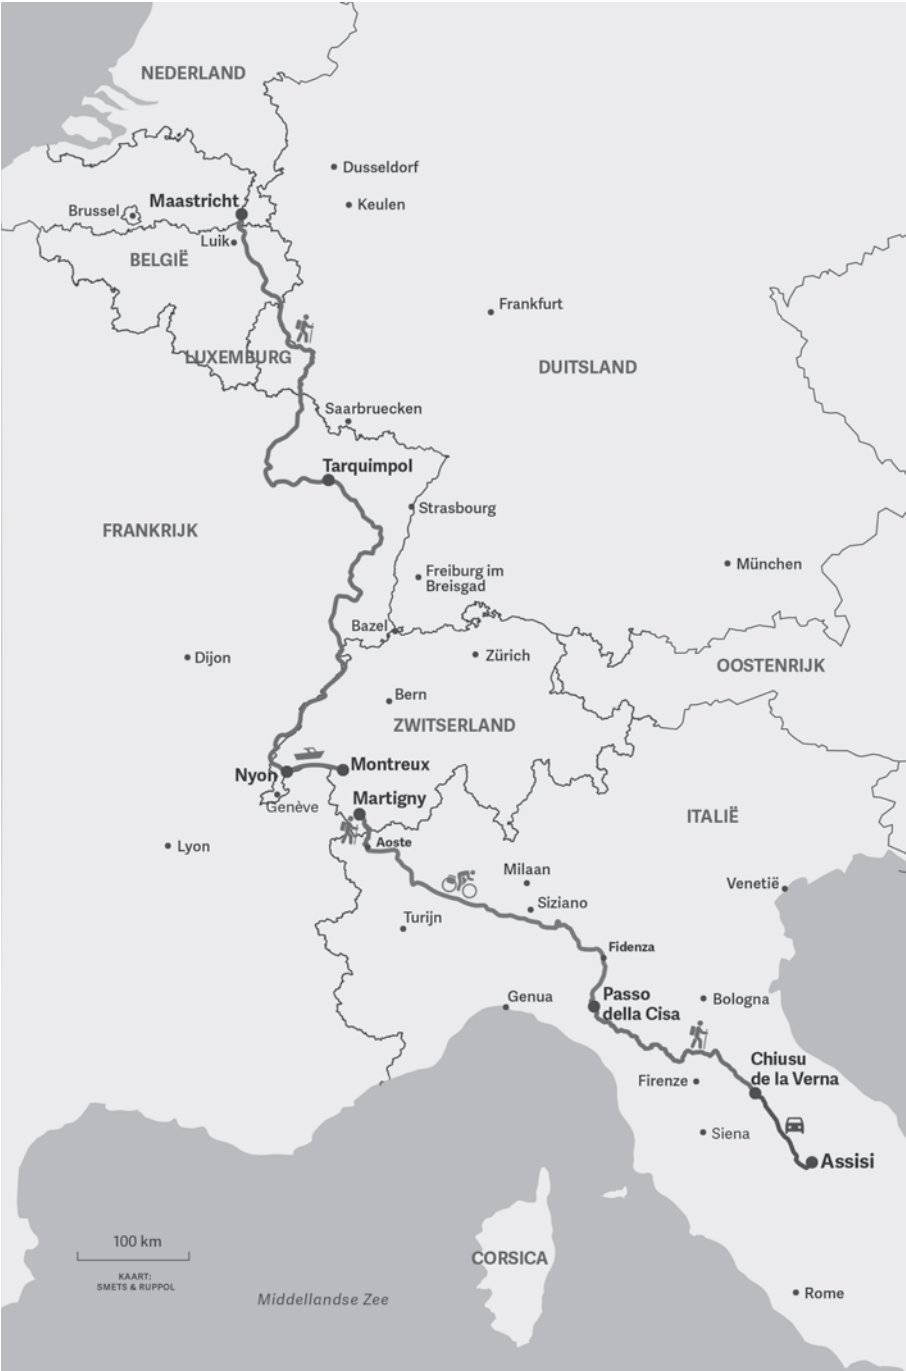 NEDERLAND
Dusseldorf
Maastricht
Keulen
Brussel
Luik
BELGIË
Frankfurt
LUXEMBURG
DUITSLAND
Saarbruecken
Tarquimpol
Strasbourg
FRANKRIJK
München
Freiburg im
Breisgad
Bazel
Dijon
Zürich
OOSTENRIJK
Bern
ZWITSERLAND
Nyon
Montreux
Genève
Martigny
ITALIË
Lyon
Aoste
Milaan
Venetië
Siziano
Turijn
Fidenza
Genua
Passo
della Cisa
Bologna
Chiusu
de la Verna
Firenze
Siena
Assisi
100 km
KAART:
SMETS & RUPPOL
CORSICA
Middellandse Zee
Rome